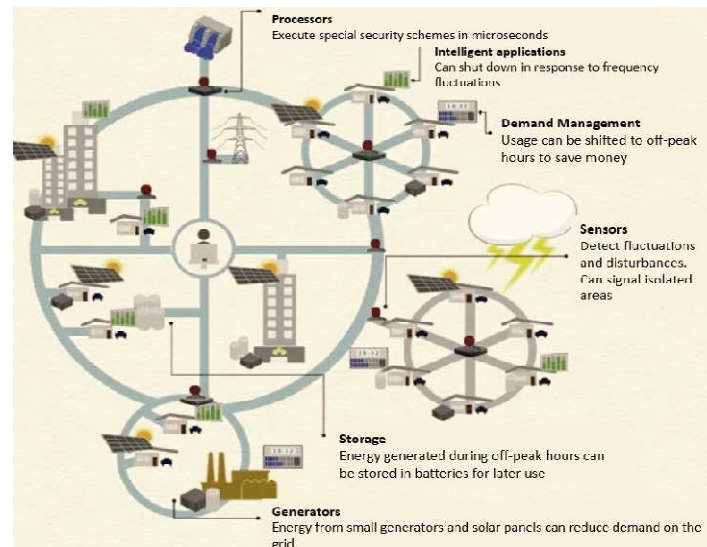 Processors
Execute special security schemes in microseconds
Intelligent applications
Can shut down in response to frequency
fluctuations
Demand Management
Usage can be shifted to off-peak
hours to save money
Sensors
Detect fluctuations
and disturbances.
Can signal isolated
areas
Storage
Energy generated during off-peak hours can
be stored in batteries for later use
Generators
Energy from small generators and solar panels can reduce demand on the
grid